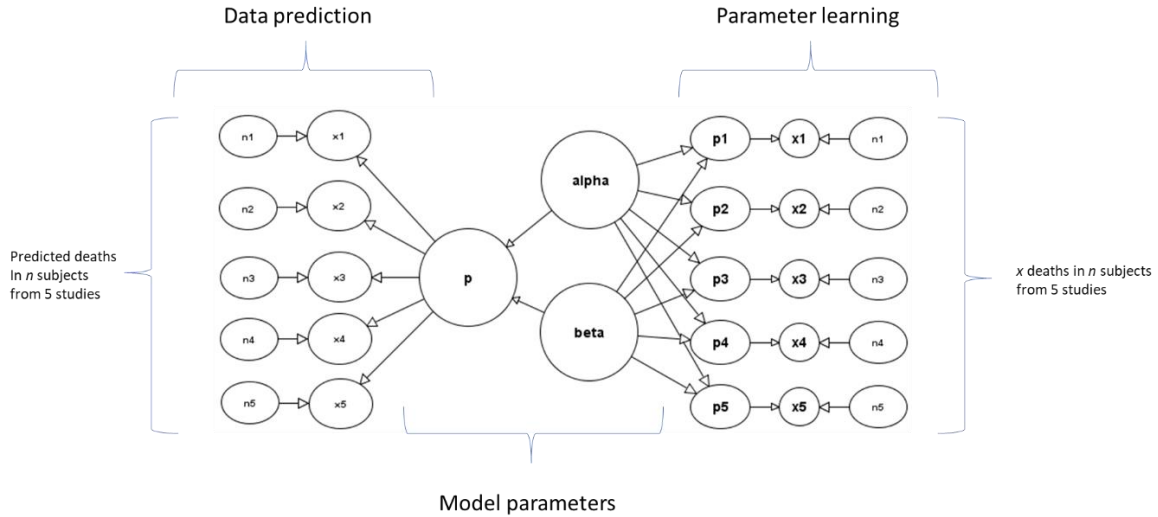 Data prediction
Parameter learning
n1 x1 p1 x1 n1
alpha
n2 x2 p2 x2 n2
Predicted deaths
In n subjects
from 5 studies
n3 x3 p p3 x3 n3
x deaths in n subjects
from 5 studies
beta
n4 x4 p4 x4 n4
n5 x5 p5 x5 n5
Model parameters